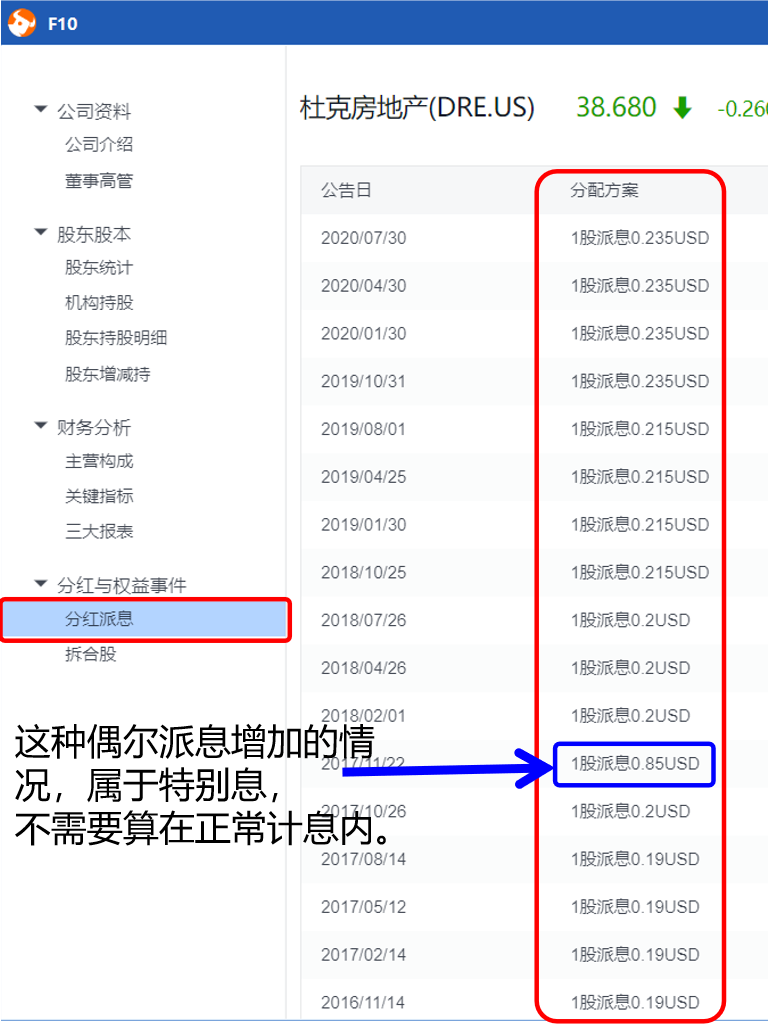 F10
公司资料
公司介绍
董事高管
股东股本
股东统计
机构持股
股东持股明细
股东增减持
财务分析
主营构成
关键指标
三大报表
分红与权益事件
分红派息
拆合股
杜克房地产(DRE.US) 38.680 -0.260
公告日 分配方案
2020/07/30 1股派息0.235USD
2020/04/30 1股派息0.235USD
2020/01/30 1股派息0.235USD
2019/10/31 1股派息0.235USD
2019/08/01 1股派息0.215USD
2019/04/25 1股派息0.215USD
2019/01/30 1股派息0.215USD
2018/10/25 1股派息0.215USD
2018/07/26 1股派息0.2USD
2018/04/26 1股派息0.2USD
2018/02/01 1股派息0.2USD
2017/11/22 1股派息0.85USD
2017/10/26 1股派息0.2USD
2017/08/14 1股派息0.19USD
2017/05/12 1股派息0.19USD
2017/02/14 1股派息0.19USD
2016/11/14 1股派息0.19USD
这种偶尔派息增加的情
况，属于特别息，
不需要算在正常计息内。